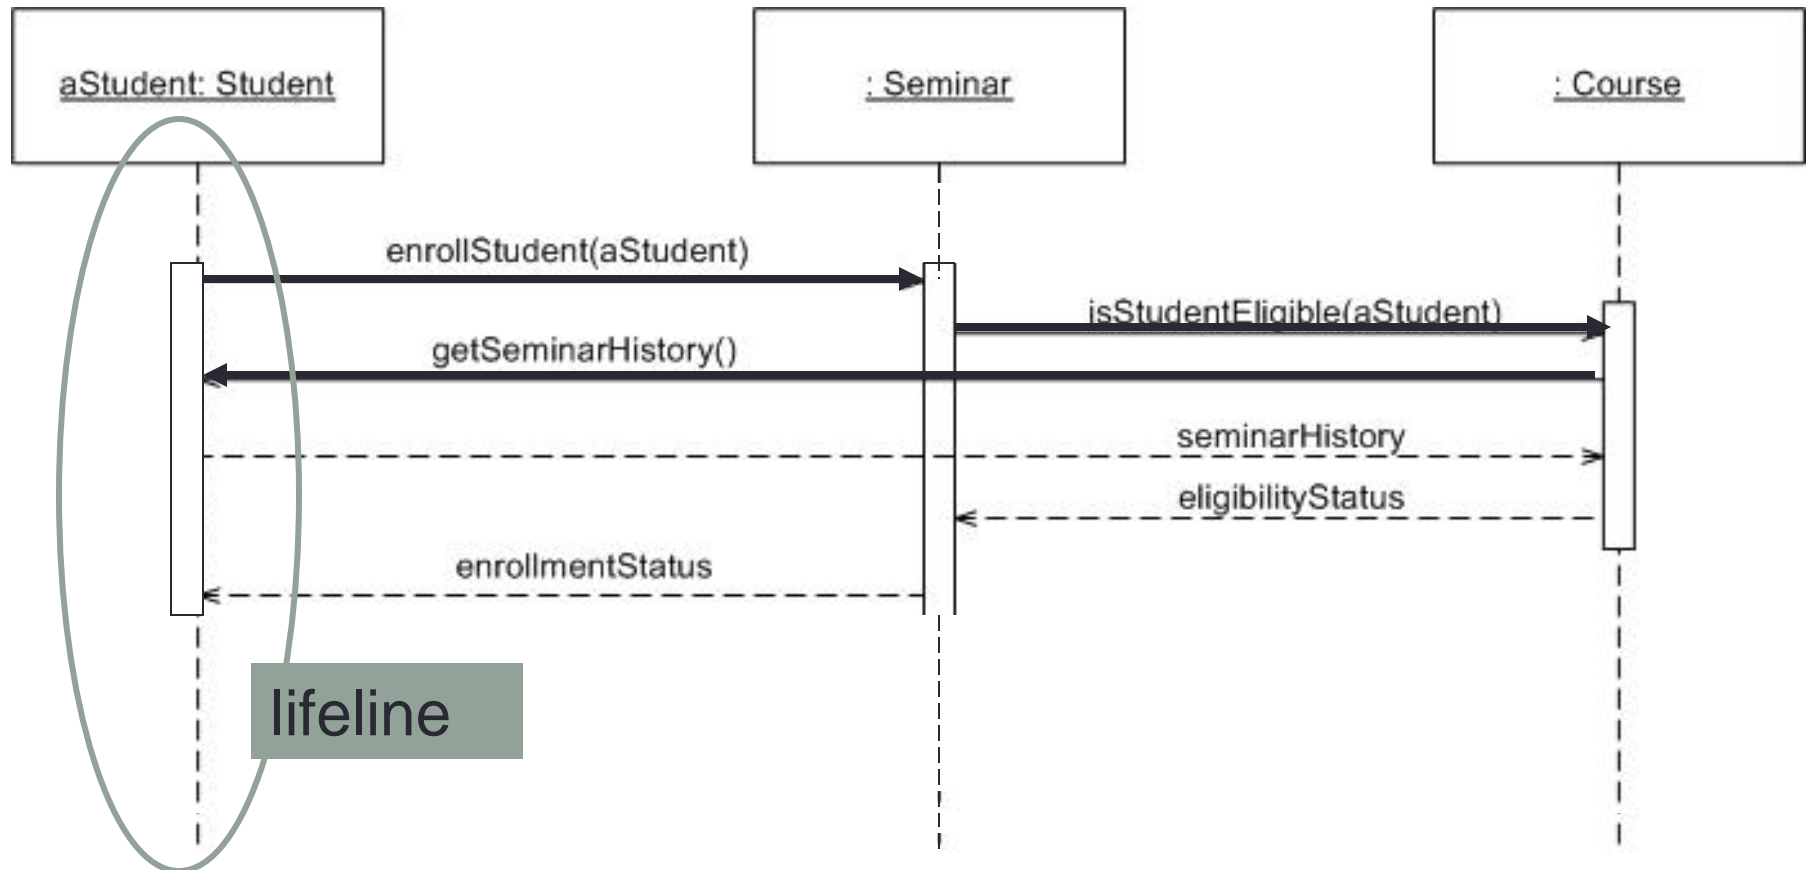 aStudent: Student
: Seminar
: Course
enrollStudent(aStudent)
isStudentEligible(aStudent)
getSeminarHistory()
seminarHistory
eligibilityStatus
enrollmentStatus
lifeline